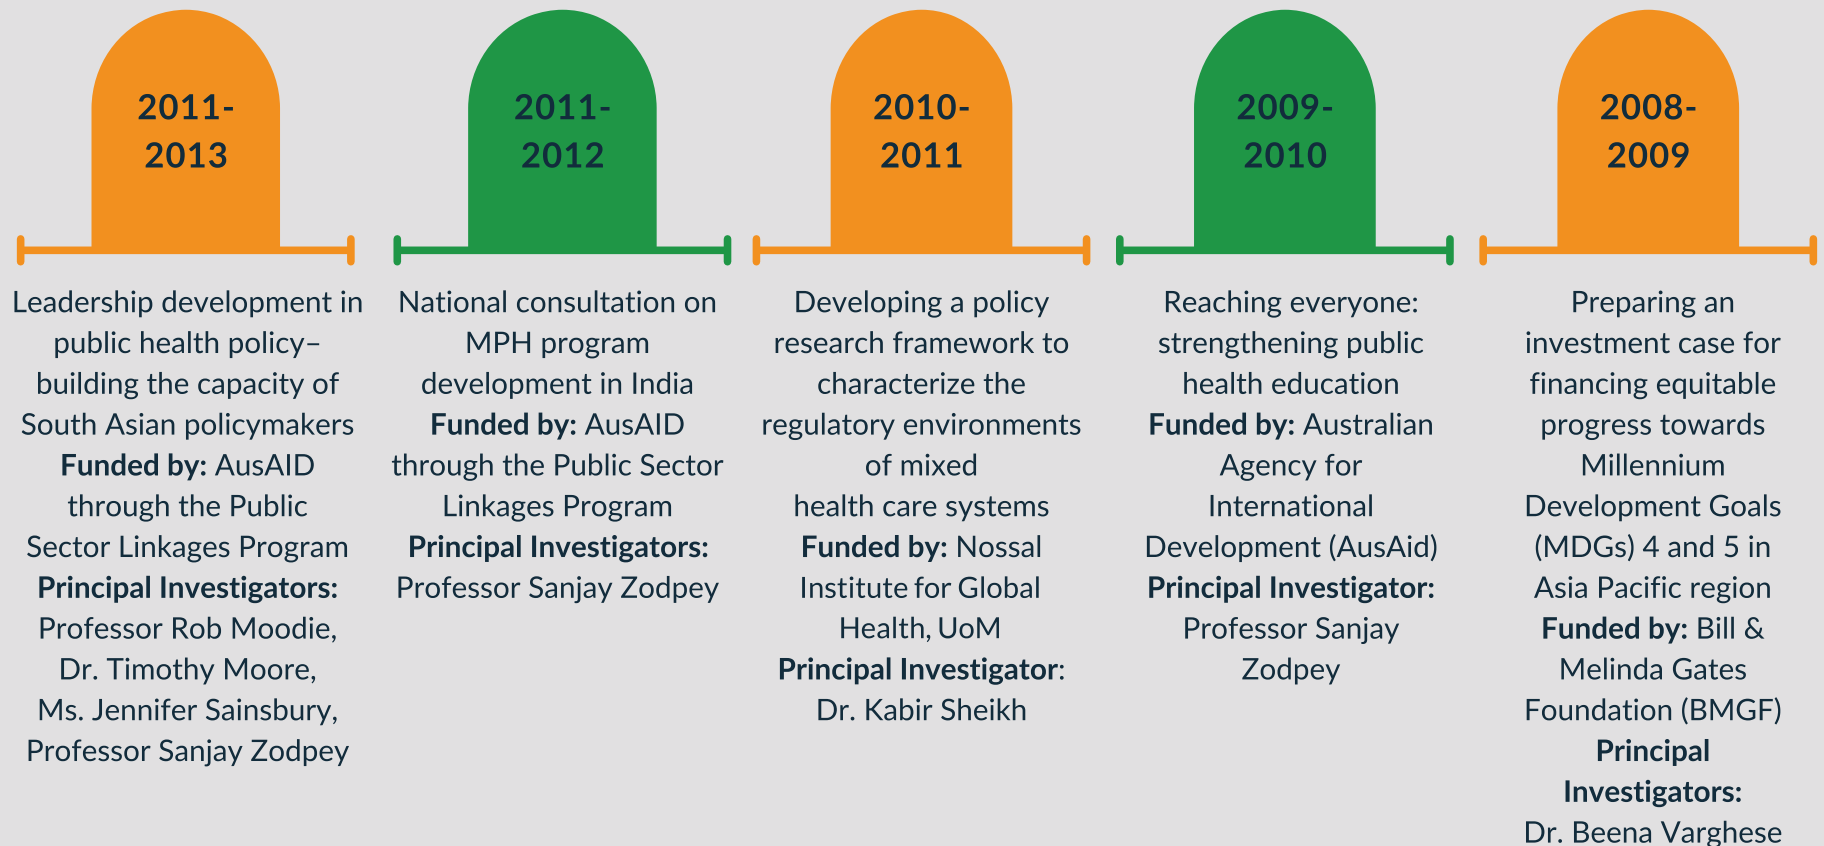 2011-
2013
Leadership development in
public health policy–
building the capacity of
South Asian policymakers
Funded by: AusAID
through the Public
Sector Linkages Program
Principal Investigators:
Professor Rob Moodie,
Dr. Timothy Moore,
Ms. Jennifer Sainsbury,
Professor Sanjay Zodpey
2011-
2012
National consultation on
MPH program
development in India
Funded by: AusAID
through the Public Sector
Linkages Program
Principal Investigators:
Professor Sanjay Zodpey
2010-
2011
Developing a policy
research framework to
characterize the
regulatory environments
of mixed
health care systems
Funded by: Nossal
Institute for Global
Health, UoM
Principal Investigator:
Dr. Kabir Sheikh
2009-
2010
Reaching everyone:
strengthening public
health education
Funded by: Australian
Agency for
International
Development (AusAid)
Principal Investigator:
Professor Sanjay
Zodpey
2008-
2009
Preparing an
investment case for
financing equitable
progress towards
Millennium
Development Goals
(MDGs) 4 and 5 in
Asia Pacific region
Funded by: Bill &
Melinda Gates
Foundation (BMGF)
Principal
Investigators:
Dr. Beena Varghese